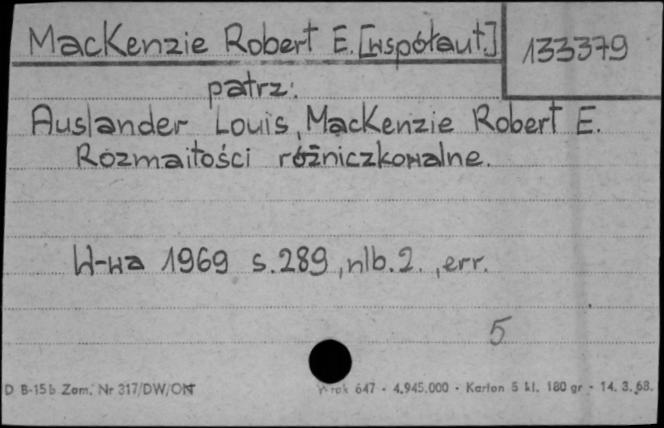 MacKenzie Robert E. [współaut.]
133379
patrz:
Auslander Louis, MacKenzie Robert E.
Rozmaitości różniczkowalne.
W-wa 1969 s. 289, nlb. 2. , err.
5
D B-15b Zam. Nr 317/DW/ON
647 - 4.945.000 - Karton 5 kl. 180 gr - 14. 3. 68.